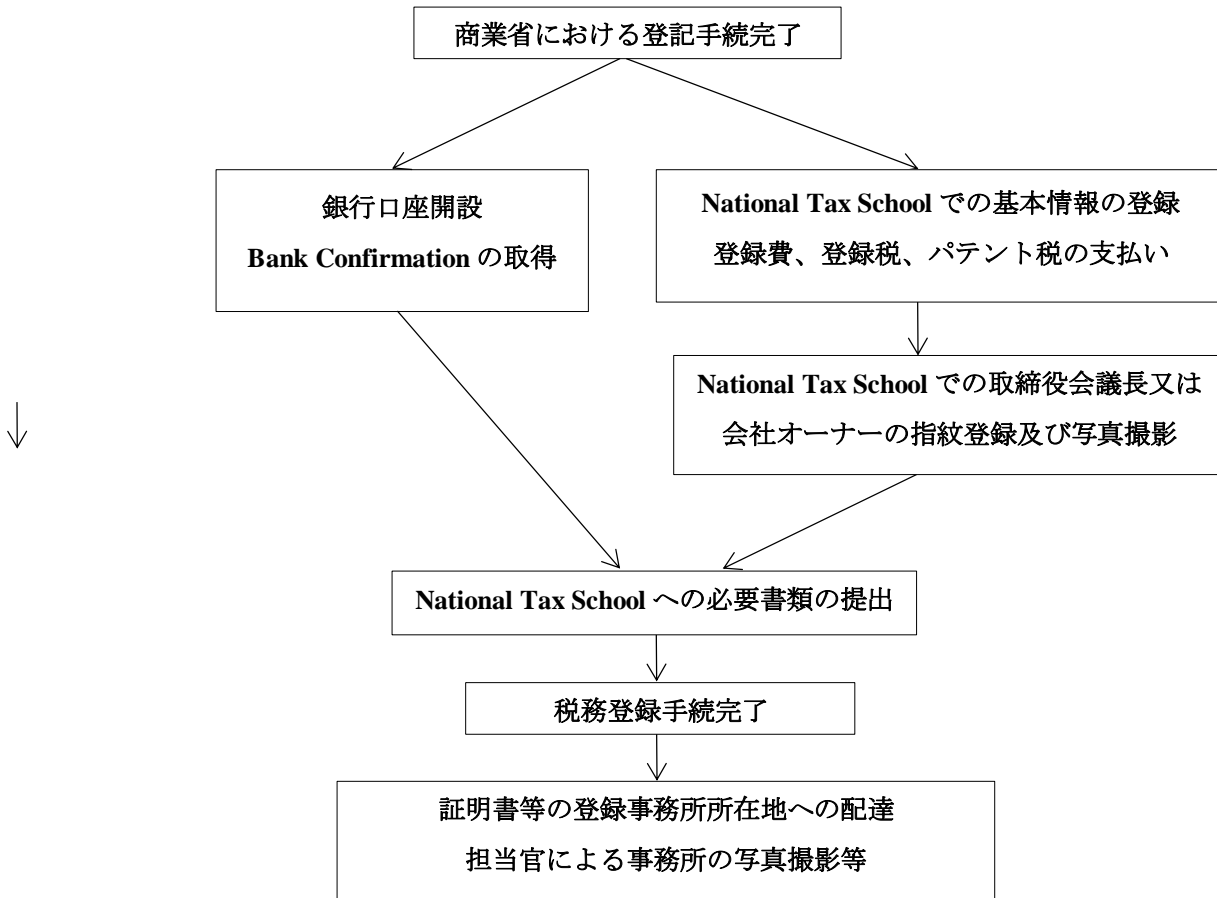 商業省における登記手続完了
銀行口座開設
Bank Confirmation の取得
National Tax School での基本情報の登録
登録費、登録税、パテント税の支払い
National Tax School での取締役会議長又は
会社オーナーの指紋登録及び写真撮影
National Tax School への必要書類の提出
税務登録手続完了
証明書等の登録事務所所在地への配達
担当官による事務所の写真撮影等